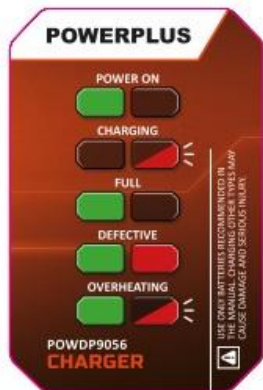 POWERPLUS
POWER ON
CHARGING
FULL
DEFECTIVE
OVERHEATING
POWDP9056
CHARGER
USE ONLY BATTERIES RECOMMENDED IN
THE MANUAL. CHARGING OTHER TYPES MAY
CAUSE DAMAGE AND SERIOUS INJURY.